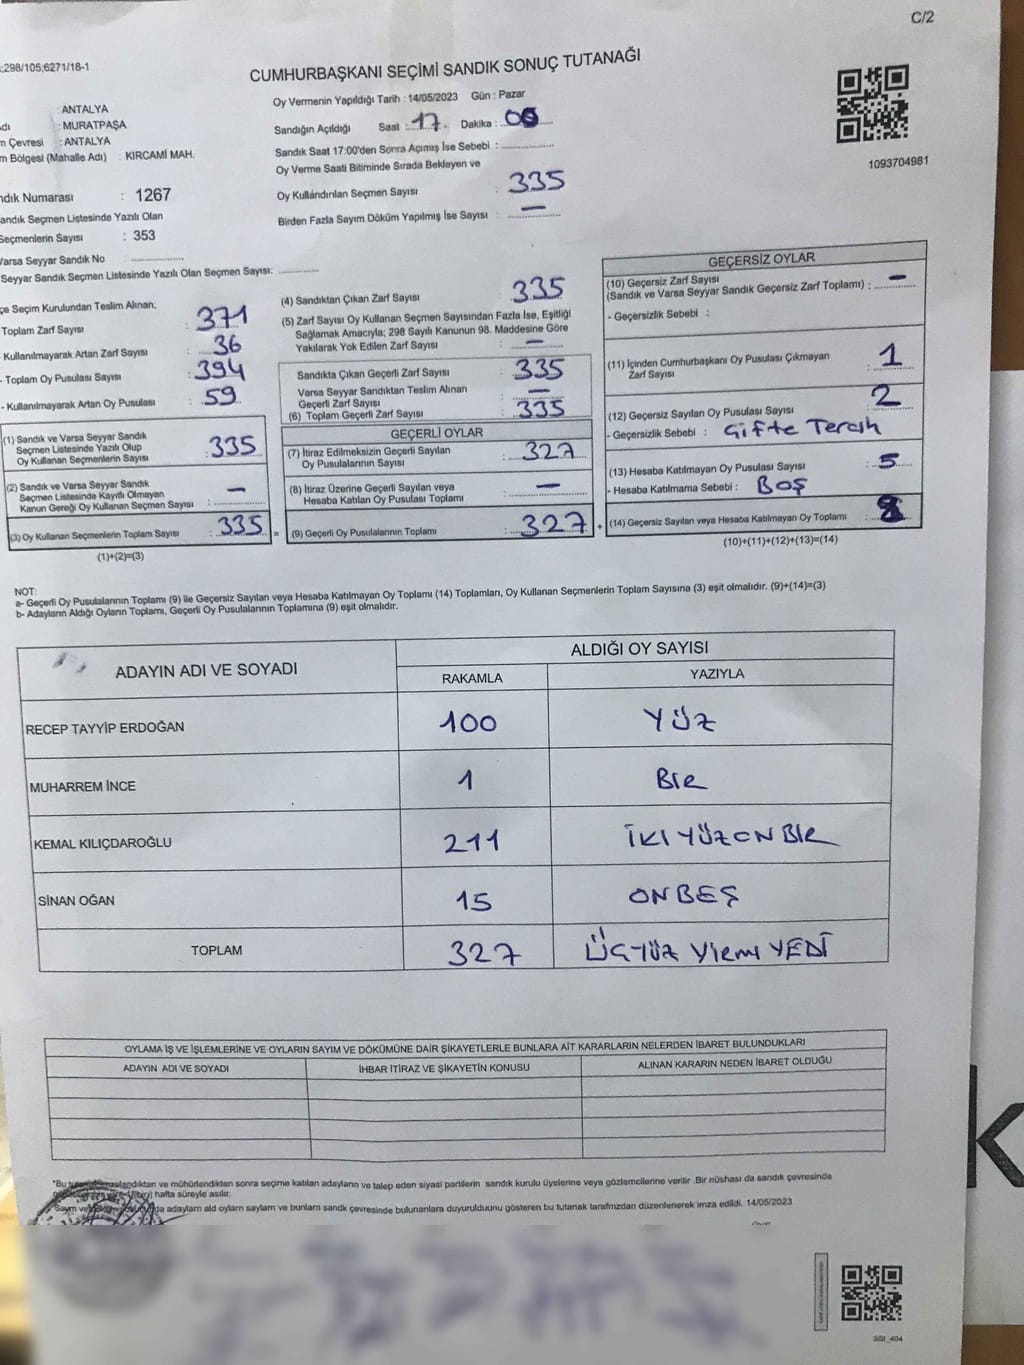 C/2
298/105;6271/18-1
CUMHURBAŞKANI SEÇİMİ SANDIK SONUÇ TUTANAĞI
: ANTALYA
: MURATPAŞA
m Çevresi : ANTALYA
m Bölgesi (Mahalle Adı) : KIRCAMİ MAH.
Oy Vermenin Yapıldığı Tarih : 14/05/2023 Gün : Pazar
Sandığın Açıldığı Saat : 17 Dakika : 00
Sandık Saat 17:00'den Sonra Açımış İse Sebebi :
Oy Verme Saati Bitiminde Sırada Bekleyen ve
Oy Kullandırılan Seçmen Sayısı : 335
Birden Fazla Sayım Döküm Yapılmış İse Sayısı : —
1093704981
ndık Numarası : 1267
andık Seçmen Listesinde Yazılı Olan
Seçmenlerin Sayısı : 353
Varsa Seyyar Sandık No
Seyyar Sandık Seçmen Listesinde Yazılı Olan Seçmen Sayısı:
çe Seçim Kurulundan Teslim Alınan;
Toplam Zarf Sayısı : 371
Kullanılmayarak Artan Zarf Sayısı : 36
- Toplam Oy Pusulası Sayısı : 394
- Kullanılmayarak Artan Oy Pusulası : 59
(1) Sandık ve Varsa Seyyar Sandık
Seçmen Listesinde Yazılı Olup
Oy Kullanan Seçmenlerin Sayısı : 335
(2) Sandık ve Varsa Seyyar Sandık
Seçmen Listesinde Kayıtlı Olmayan
Kanun Gereği Oy Kullanan Seçmen Sayısı : —
(3) Oy Kullanan Seçmenlerin Toplam Sayısı : 335 =
(1)+(2)=(3)
(4) Sandıktan Çıkan Zarf Sayısı : 335
(5) Zarf Sayısı Oy Kullanan Seçmen Sayısından Fazla İse, Eşitliği
Sağlamak Amacıyla; 298 Sayılı Kanunun 98. Maddesine Göre
Yakılarak Yok Edilen Zarf Sayısı : —
Sandıkta Çıkan Geçerli Zarf Sayısı : 335
Varsa Seyyar Sandıktan Teslim Alınan
Geçerli Zarf Sayısı : —
(6) Toplam Geçerli Zarf Sayısı : 335
GEÇERLİ OYLAR
(7) İtiraz Edilmeksizin Geçerli Sayılan
Oy Pusulalarının Sayısı : 327
(8) İtiraz Üzerine Geçerli Sayılan veya
Hesaba Katılan Oy Pusulası Toplamı : —
(9) Gerçerli Oy Pusulalarının Toplamı : 327 +
GEÇERSİZ OYLAR
(10) Geçersiz Zarf Sayısı
(Sandık ve Varsa Seyyar Sandık Geçersiz Zarf Toplamı) : —
- Geçersizlik Sebebi :
(11) İçinden Cumhurbaşkanı Oy Pusulası Çıkmayan
Zarf Sayısı : 1
(12) Geçersiz Sayılan Oy Pusulası Sayısı : 2
- Geçersizlik Sebebi : Çifte Tercih
(13) Hesaba Katılmayan Oy Pusulası Sayısı : 5
- Hesaba Katılmama Sebebi : BOŞ
(14) Geçersiz Sayılan veya Hesaba Katılmayan Oy Toplamı : 8
(10)+(11)+(12)+(13)=(14)
NOT:
a- Geçerli Oy Pusulalarının Toplamı (9) ile Geçersiz Sayılan veya Hesaba Katılmayan Oy Toplamı (14) Toplamları, Oy Kullanan Seçmenlerin Toplam Sayısına (3) eşit olmalıdır. (9)+(14)=(3)
b- Adayların Aldığı Oyların Toplamı, Geçerli Oy Pusulalarının Toplamına (9) eşit olmalıdır.
ADAYIN ADI VE SOYADI ALDIĞI OY SAYISI
RAKAMLA YAZIYLA
RECEP TAYYİP ERDOĞAN 100 YÜZ
MUHARREM İNCE 1 BİR
KEMAL KILIÇDAROĞLU 211 İKİYÜZONBİR
SİNAN OĞAN 15 ONBEŞ
TOPLAM 327 ÜÇYÜZ Yİrmi YEDİ
OYLAMA İŞ VE İŞLEMLERİNE VE OYLARIN SAYIM VE DÖKÜMÜNE DAİR ŞİKAYETLERLE BUNLARA AİT KARARLARIN NELERDEN İBARET BULUNDUKLARI
ADAYIN ADI VE SOYADI İHBAR İTİRAZ VE ŞİKAYETİN KONUSU ALINAN KARARIN NEDEN İBARET OLDUĞU
imzalandıktan ve mühürlendikten sonra seçime katılan adayların ve talep eden siyasi partilerin sandık kurulu üyelerine veya gözlemcilerine verilir .Bir nüshası da sandık çevresinde
hafta süreyle asılır.
da adayların ald oyların sayların ve bunların sandk çevresinde bulunanlara duyurulduunu gösteren bu tutanak tarafmzdan düzenlenerek imza edildi. 14/05/2023
SSI_404
k